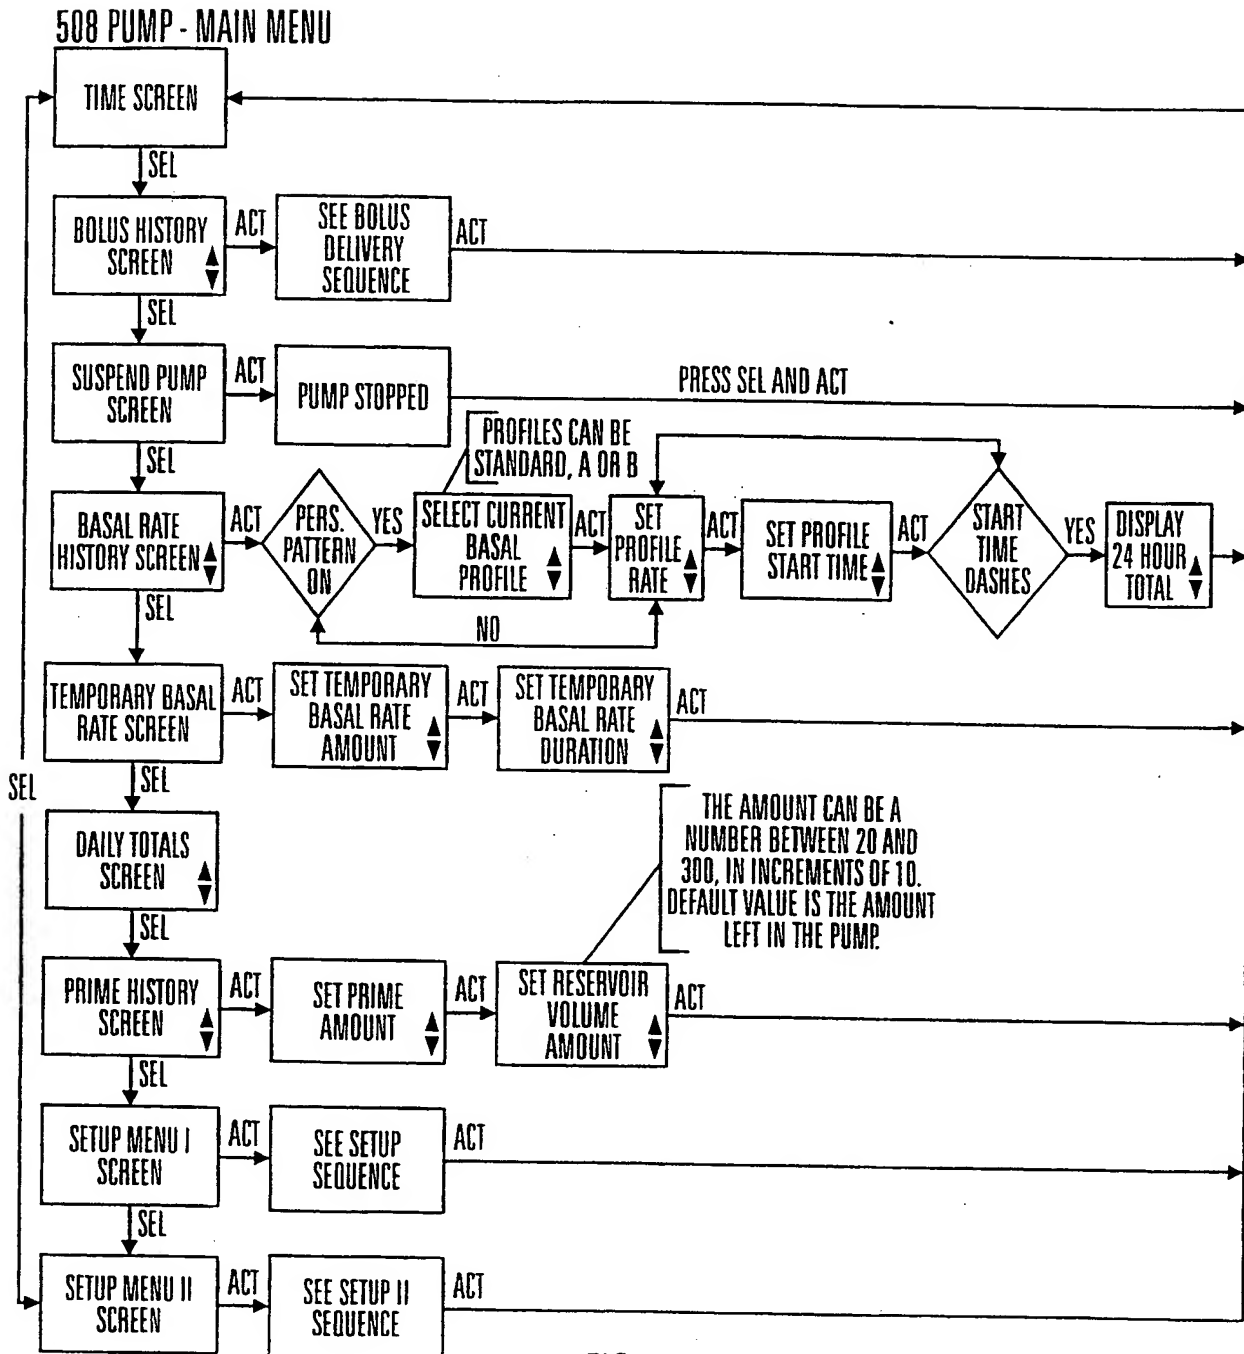 508 PUMP - MAIN MENU
TIME SCREEN
SEL
BOLUS HISTORY
SCREEN
ACT
SEE BOLUS
DELIVERY
SEQUENCE
ACT
SEL
SUSPEND PUMP
SCREEN
ACT
PUMP STOPPED
PRESS SEL AND ACT
SEL
PROFILES CAN BE
STANDARD, A OR B
BASAL RATE
HISTORY SCREEN
ACT
PERS.
PATTERN
ON
YES
SELECT CURRENT
BASAL
PROFILE
ACT
SET
PROFILE
RATE
ACT
SET PROFILE
START TIME
ACT
START
TIME
DASHES
YES
DISPLAY
24 HOUR
TOTAL
NO
SEL
TEMPORARY BASAL
RATE SCREEN
ACT
SET TEMPORARY
BASAL RATE
AMOUNT
ACT
SET TEMPORARY
BASAL RATE
DURATION
ACT
SEL
SEL
DAILY TOTALS
SCREEN
THE AMOUNT CAN BE A
NUMBER BETWEEN 20 AND
300, IN INCREMENTS OF 10.
DEFAULT VALUE IS THE AMOUNT
LEFT IN THE PUMP.
SEL
PRIME HISTORY
SCREEN
ACT
SET PRIME
AMOUNT
ACT
SET RESERVOIR
VOLUME
AMOUNT
ACT
SEL
SETUP MENU I
SCREEN
ACT
SEE SETUP
SEQUENCE
ACT
SEL
SETUP MENU II
SCREEN
ACT
SEE SETUP II
SEQUENCE
ACT